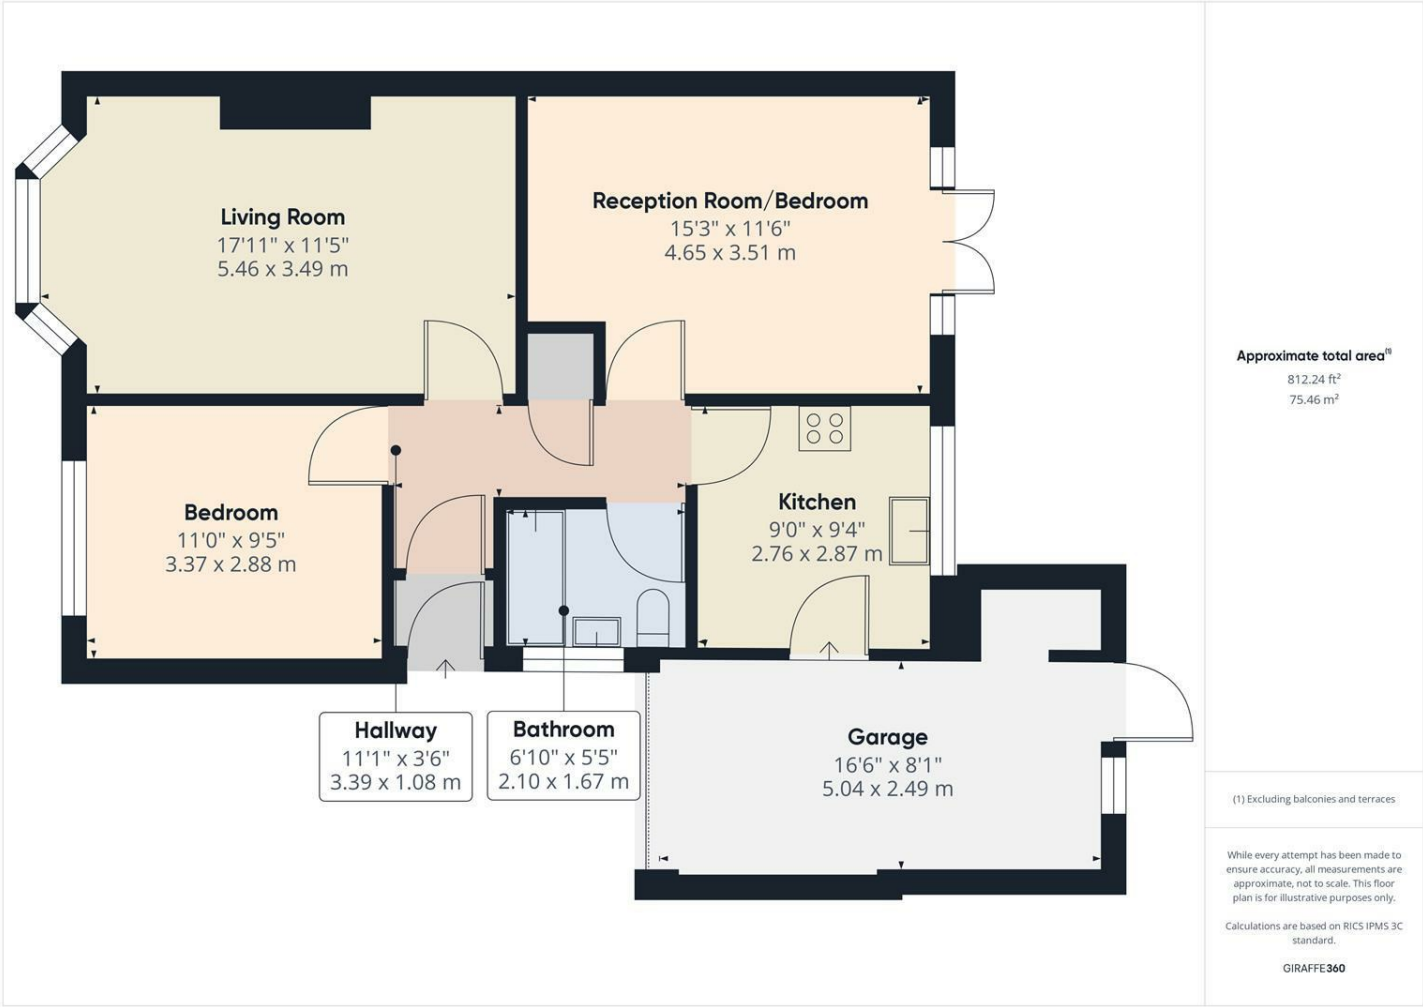 Living Room
17'11" x 11'5"
5.46 x 3.49 m
Reception Room/Bedroom
15'3" x 11'6"
4.65 x 3.51 m
Bedroom
11'0" x 9'5"
3.37 x 2.88 m
Kitchen
9'0" x 9'4"
2.76 x 2.87 m
Hallway
11'1" x 3'6"
3.39 x 1.08 m
Bathroom
6'10" x 5'5"
2.10 x 1.67 m
Garage
16'6" x 8'1"
5.04 x 2.49 m
Approximate total area⁽¹⁾
812.24 ft²
75.46 m²
(1) Excluding balconies and terraces
While every attempt has been made to
ensure accuracy, all measurements are
approximate, not to scale. This floor
plan is for illustrative purposes only.
Calculations are based on RICS IPMS 3C
standard.
GIRAFFE360